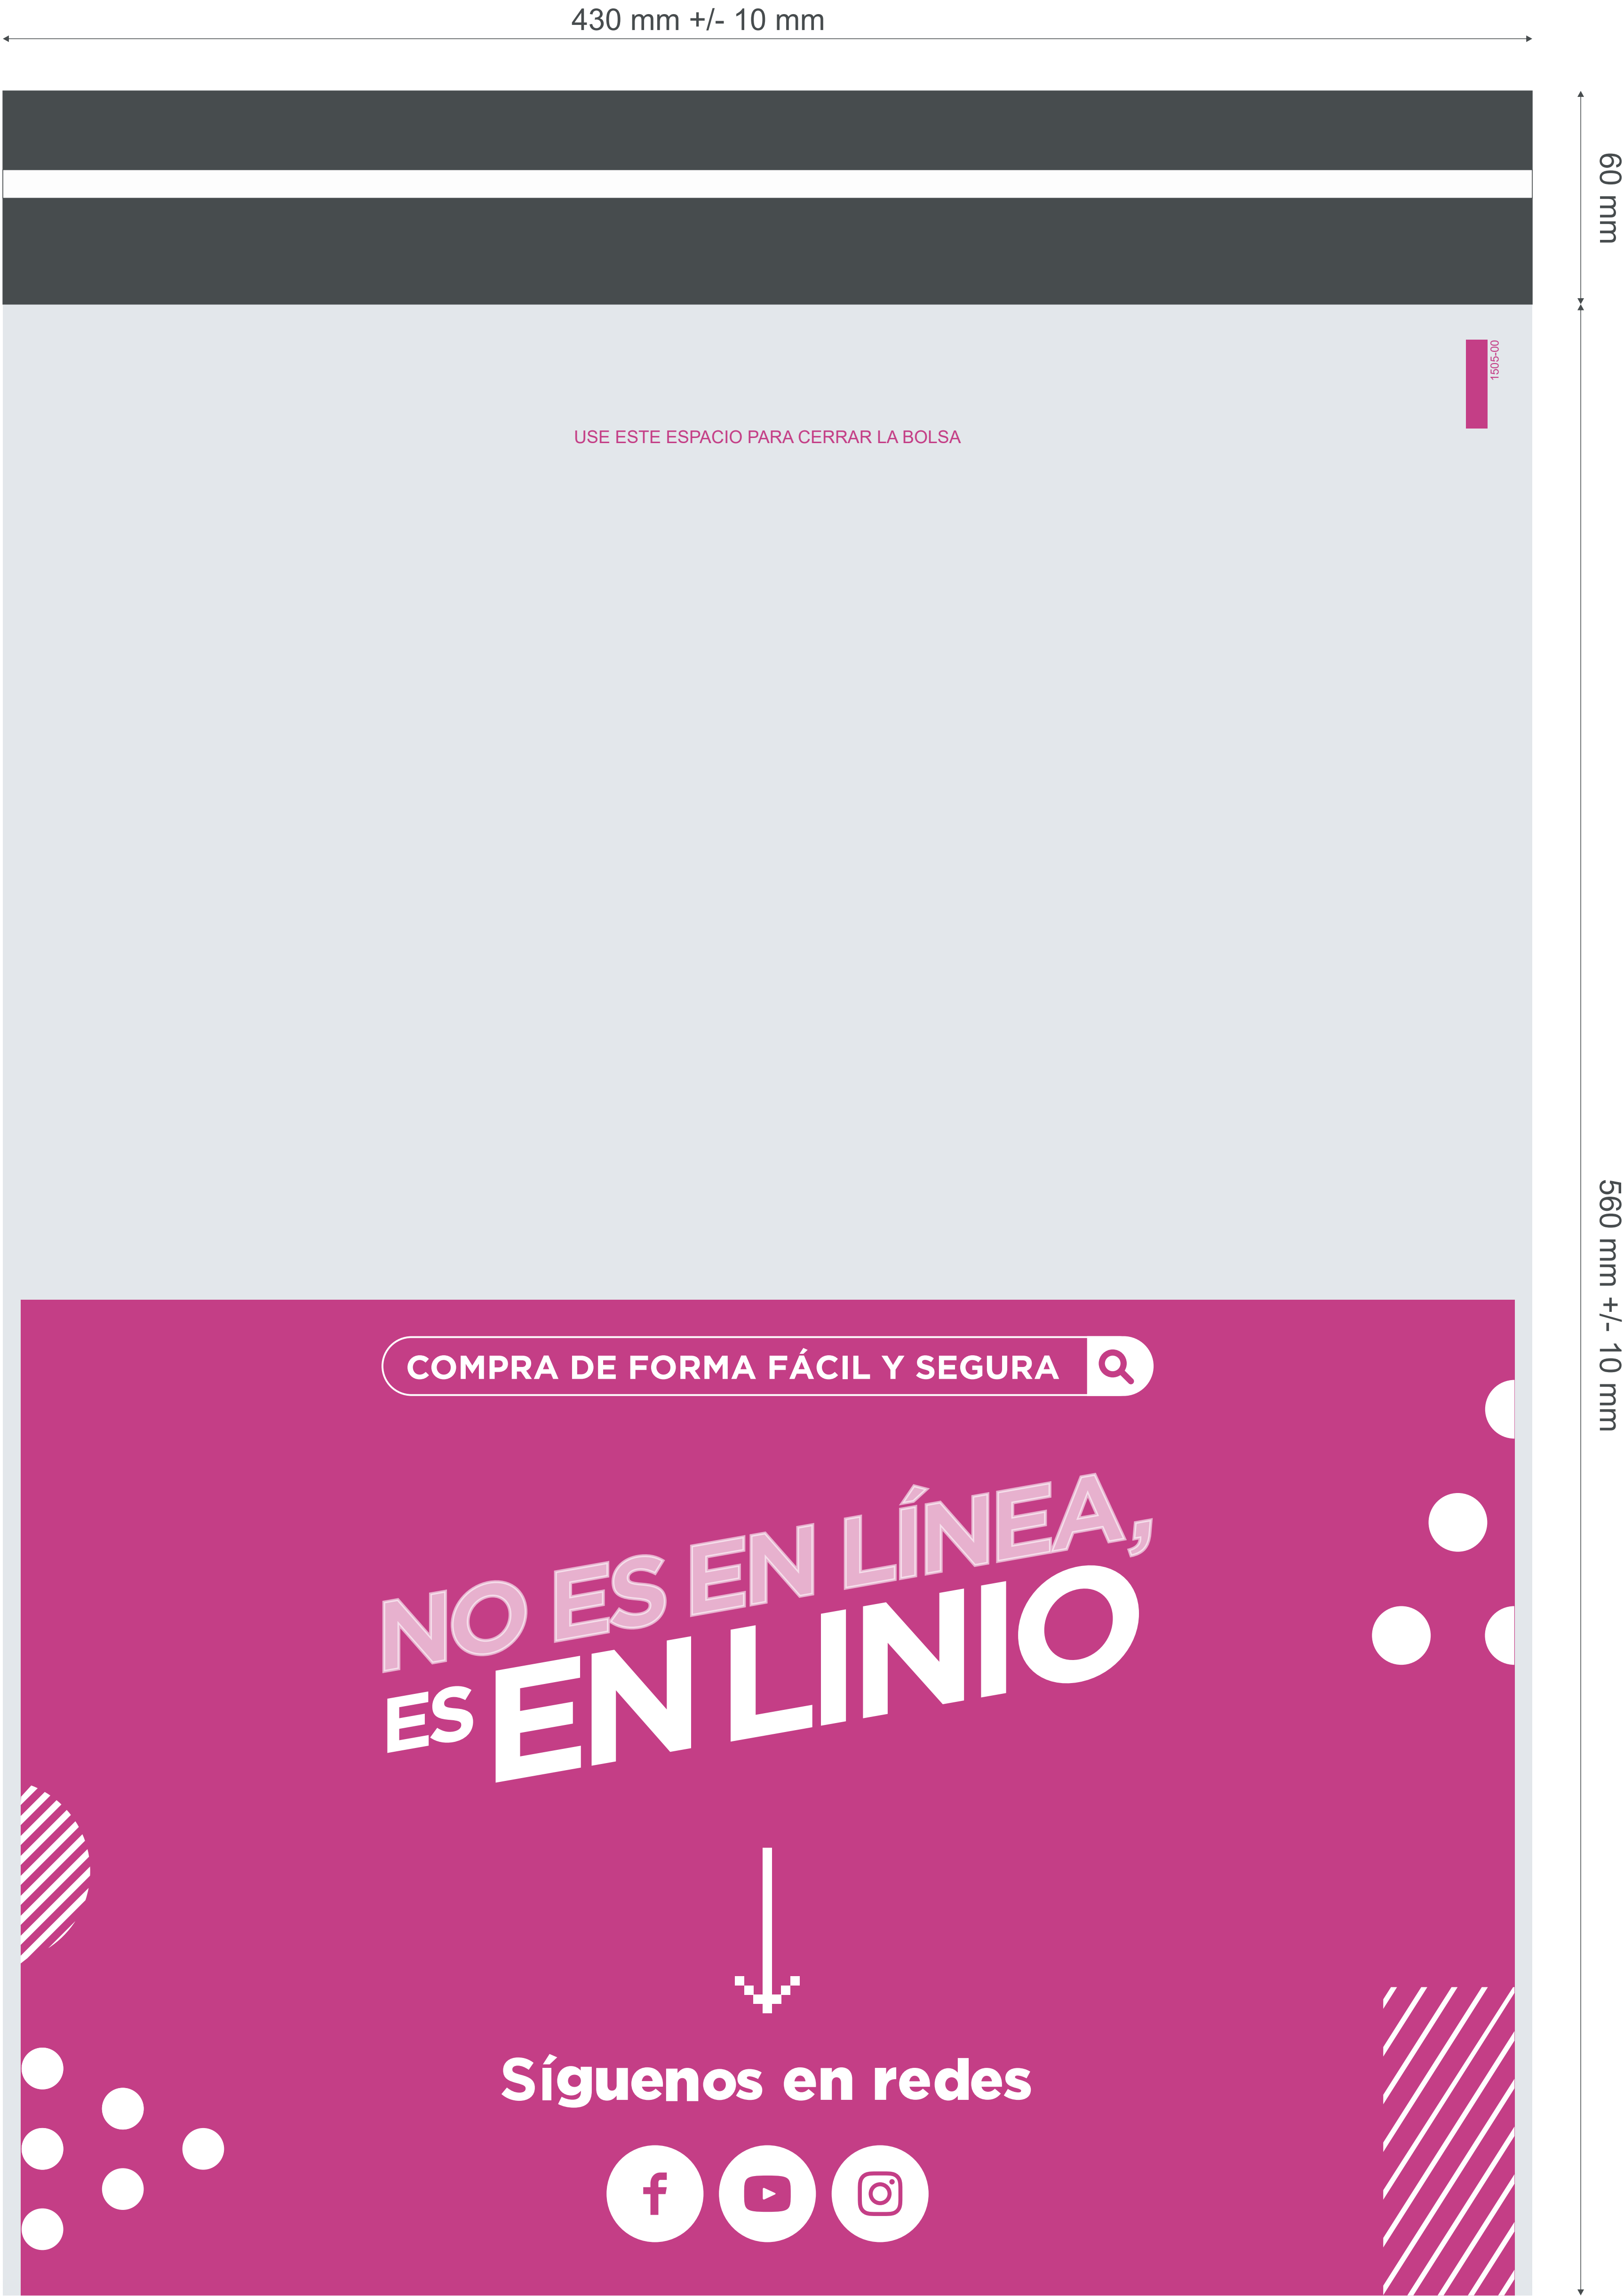 430 mm +/- 10 mm
60 mm
1505-00
USE ESTE ESPACIO PARA CERRAR LA BOLSA
560 mm +/- 10 mm
COMPRA DE FORMA FÁCIL Y SEGURA
NO ES EN LÍNEA,
ES EN LINIO
Síguenos en redes